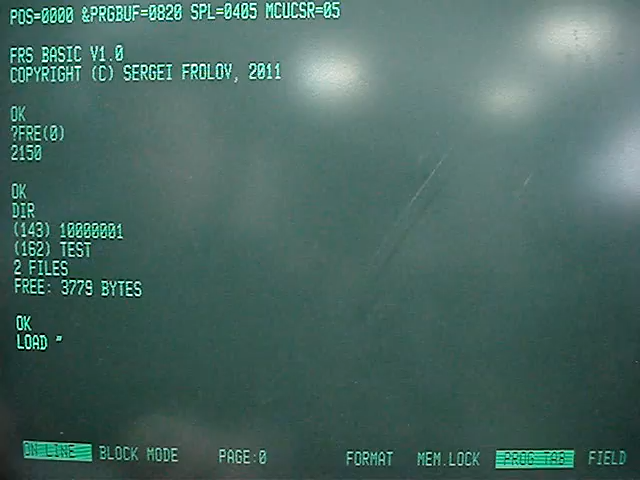 POS=0000 &PRGBUF=0820 SPL=0405 MCUCSR=05
FRS BASIC V1.0
COPYRIGHT (C) SERGEI FROLOV, 2011
OK
?FRE(0)
2150
OK
DIR
(143) 10000001
(162) TEST
2 FILES
FREE: 3779 BYTES
OK
LOAD "
ON LINE BLOCK MODE PAGE:0 FORMAT MEM.LOCK PROG TAB FIELD